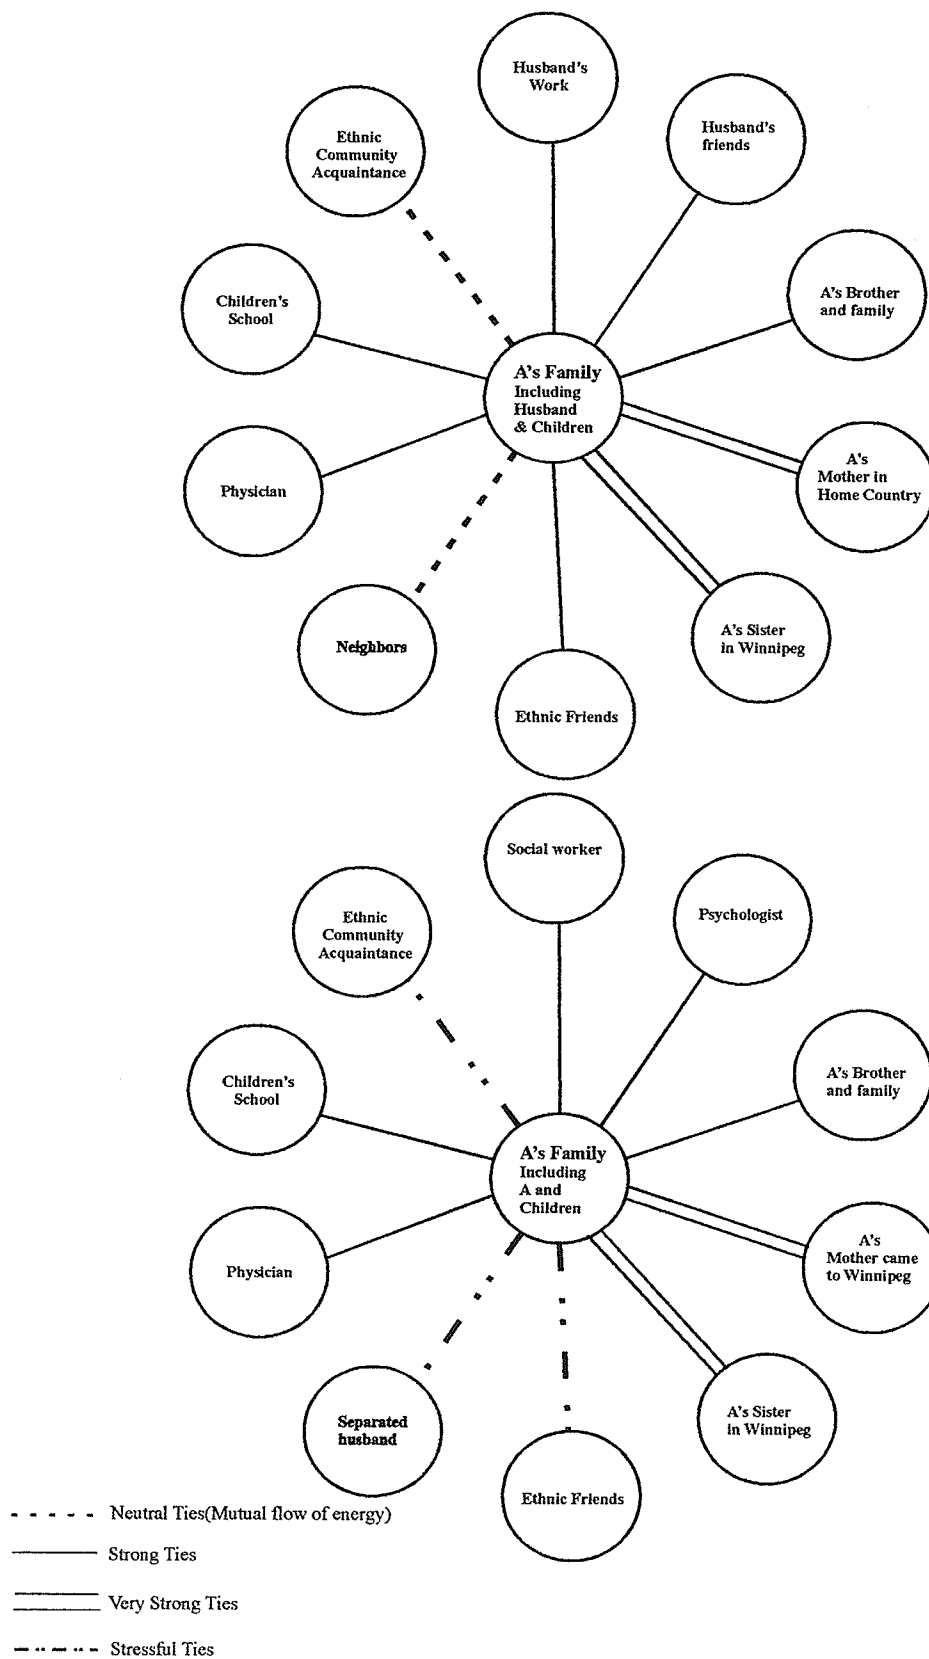 Husband's
Work
Husband's
friends
Ethnic
Community
Acquaintance
A's Brother
and family
Children's
School
A's Family
Including
Husband
& Children
A's
Mother in
Home Country
Physician
A's Sister
in Winnipeg
Neighbors
Ethnic Friends
Social worker
Psychologist
Ethnic
Community
Acquaintance
A's Brother
and family
Children's
School
A's Family
Including
A and
Children
A's
Mother came
to Winnipeg
Physician
A's Sister
in Winnipeg
Separated
husband
Ethnic Friends
Neutral Ties(Mutual flow of energy)
Strong Ties
Very Strong Ties
Stressful Ties